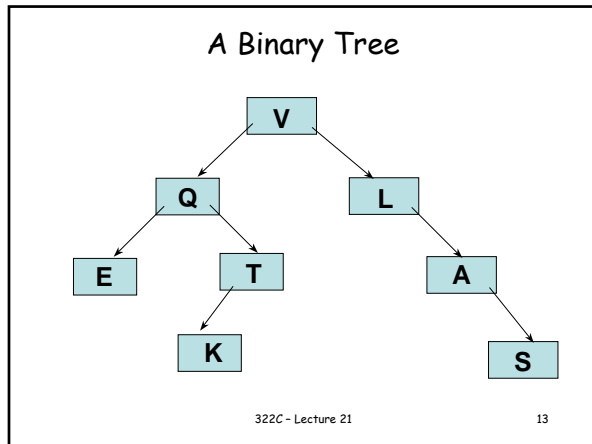 A Binary Tree
V
Q L
E T A
K S
322C – Lecture 21 13